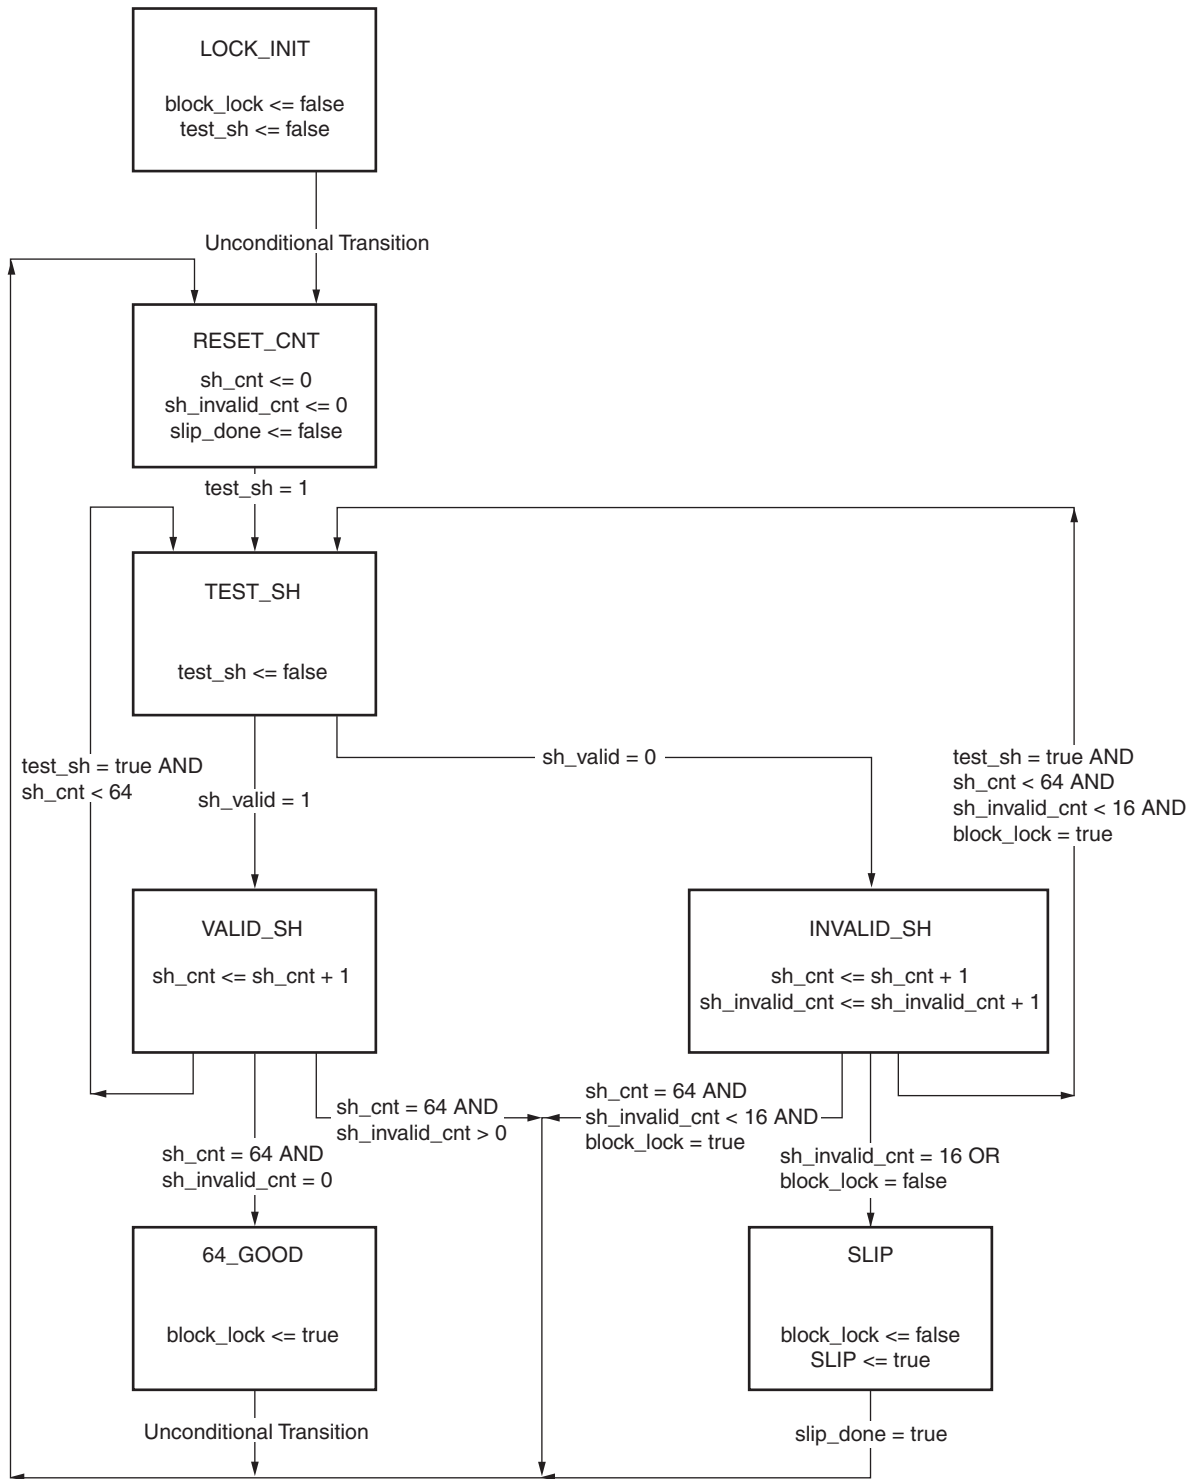 LOCK_INIT
block_lock <= false
test_sh <= false
Unconditional Transition
RESET_CNT
sh_cnt <= 0
sh_invalid_cnt <= 0
slip_done <= false
test_sh = 1
TEST_SH
test_sh <= false
test_sh = true AND
sh_cnt < 64
sh_valid = 1
sh_valid = 0
test_sh = true AND
sh_cnt < 64 AND
sh_invalid_cnt < 16 AND
block_lock = true
VALID_SH
sh_cnt <= sh_cnt + 1
INVALID_SH
sh_cnt <= sh_cnt + 1
sh_invalid_cnt <= sh_invalid_cnt + 1
sh_cnt = 64 AND
sh_invalid_cnt > 0
sh_cnt = 64 AND
sh_invalid_cnt < 16 AND
block_lock = true
sh_cnt = 64 AND
sh_invalid_cnt = 0
sh_invalid_cnt = 16 OR
block_lock = false
64_GOOD
block_lock <= true
SLIP
block_lock <= false
SLIP <= true
Unconditional Transition
slip_done = true